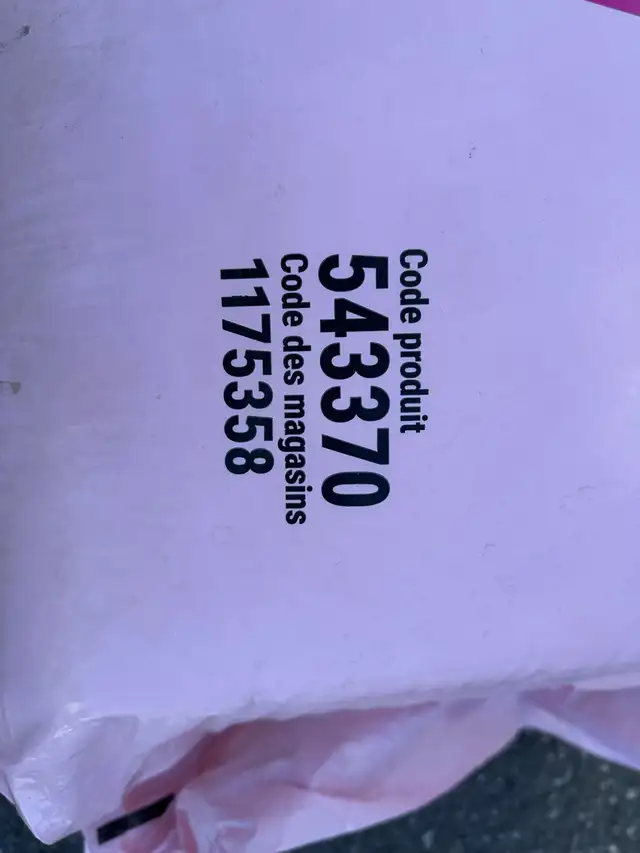 Code produit
543370
Code des magasins
1175358